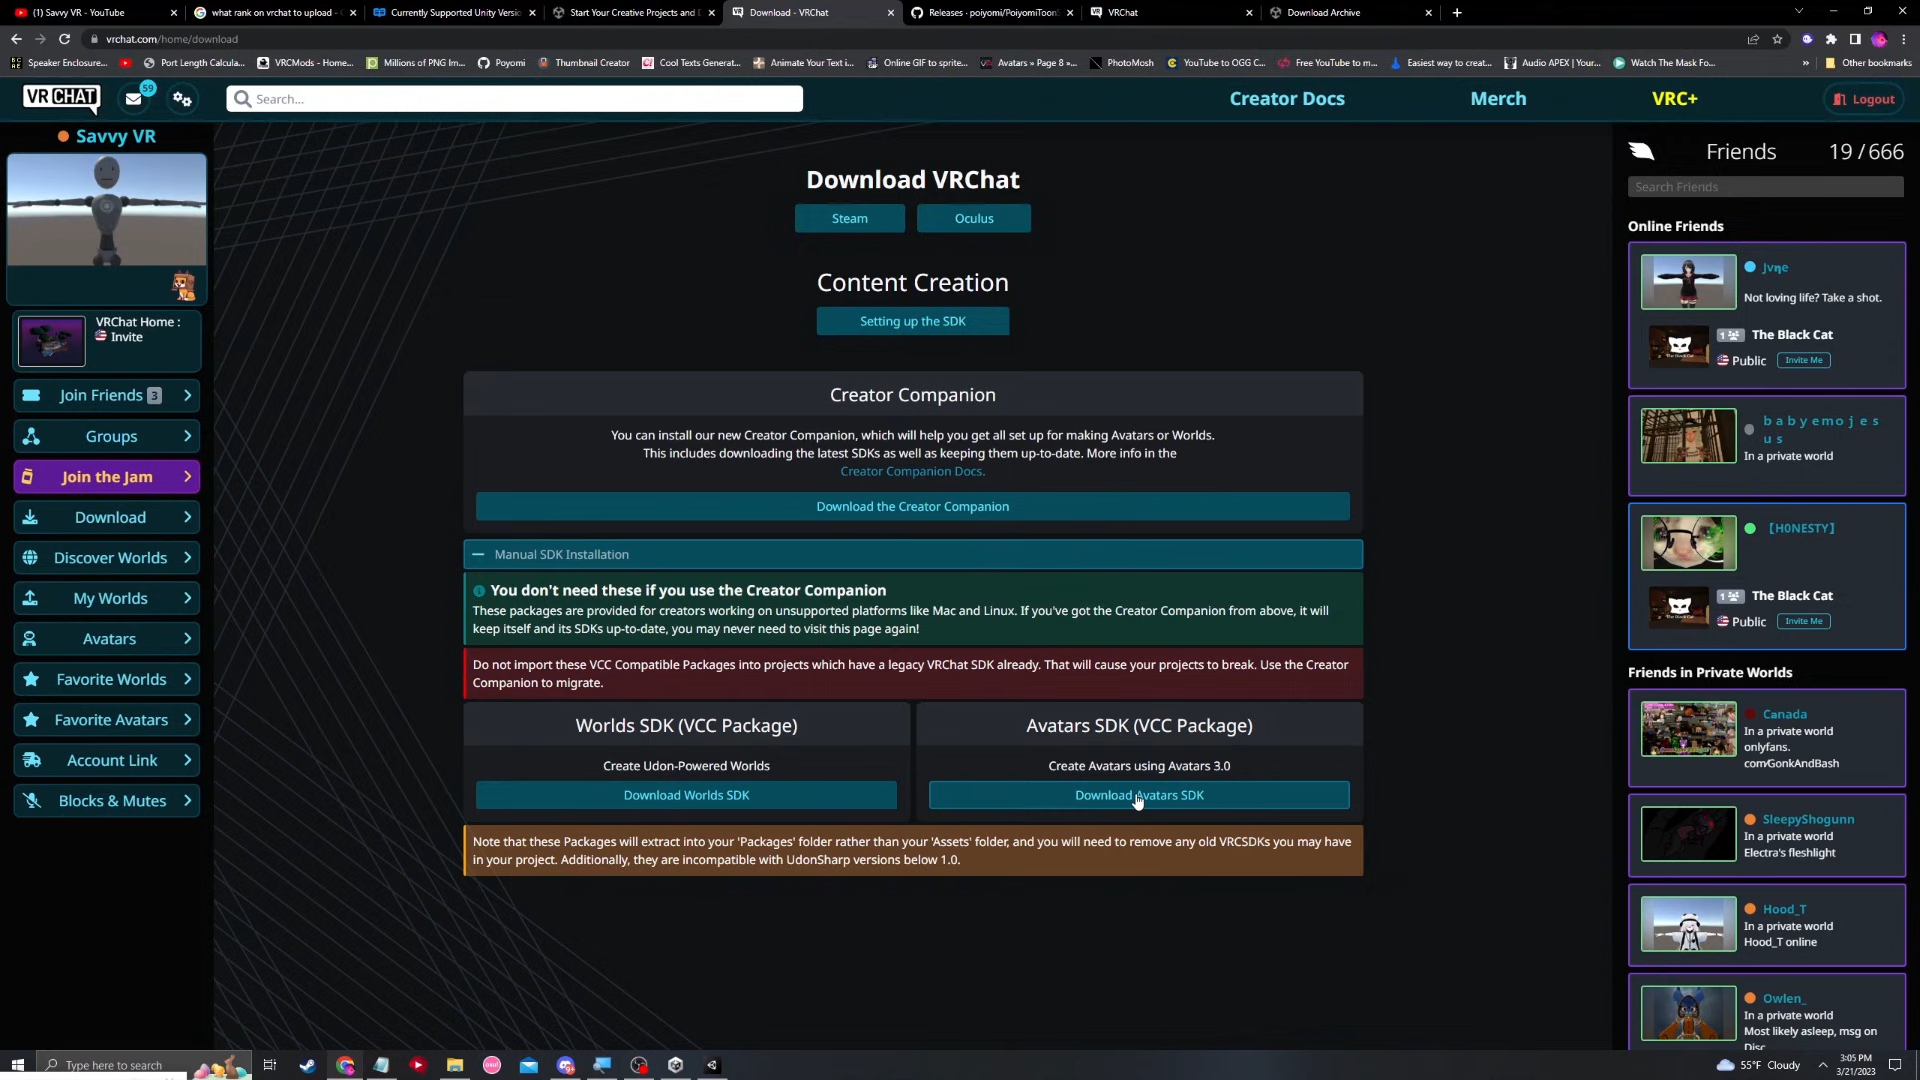 (1) Savvy VR - YouTube
what rank on vrchat to upload -
Currently Supported Unity Versio
Start Your Creative Projects and D
Download - VRChat
Releases · poiyomi/PoiyomiToon
VRChat
Download Archive
vrchat.com/home/download
Speaker Enclosure...
Port Length Calcula...
VRCMods - Home...
Millions of PNG Im...
Poyomi
Thumbnail Creator
Cool Texts Generat...
Animate Your Text i...
Online GIF to sprite...
Avatars » Page 8 »...
PhotoMosh
YouTube to OGG C...
Free YouTube to m...
Easiest way to creat...
Audio APEX | Your...
Watch The Mask Fo...
»
Other bookmarks
VRCHAT
59
Search...
Creator Docs
Merch
VRC+
Logout
Savvy VR
VRChat Home :
Invite
Join Friends 3
Groups
Join the Jam
Download
Discover Worlds
My Worlds
Avatars
Favorite Worlds
Favorite Avatars
Account Link
Blocks & Mutes
Download VRChat
Steam
Oculus
Content Creation
Setting up the SDK
Creator Companion
You can install our new Creator Companion, which will help you get all set up for making Avatars or Worlds.
This includes downloading the latest SDKs as well as keeping them up-to-date. More info in the
Creator Companion Docs.
Download the Creator Companion
Manual SDK Installation
You don't need these if you use the Creator Companion
These packages are provided for creators working on unsupported platforms like Mac and Linux. If you've got the Creator Companion from above, it will
keep itself and its SDKs up-to-date, you may never need to visit this page again!
Do not import these VCC Compatible Packages into projects which have a legacy VRChat SDK already. That will cause your projects to break. Use the Creator
Companion to migrate.
Worlds SDK (VCC Package)
Create Udon-Powered Worlds
Download Worlds SDK
Avatars SDK (VCC Package)
Create Avatars using Avatars 3.0
Download Avatars SDK
Note that these Packages will extract into your 'Packages' folder rather than your 'Assets' folder, and you will need to remove any old VRCSDKs you may have
in your project. Additionally, they are incompatible with UdonSharp versions below 1.0.
Friends 19 / 666
Search Friends
Online Friends
Jvηe
Not loving life? Take a shot.
1
The Black Cat
Public
Invite Me
b a b y e m o j e s
u s
In a private world
【H0NESTY】
1
The Black Cat
Public
Invite Me
Friends in Private Worlds
Canada
In a private world
onlyfans.
com⁄GonkAndBash
SleepyShogunn
In a private world
Electra's fleshlight
Hood_T
In a private world
Hood_T online
Owlen_
In a private world
Most likely asleep, msg on
Disc
Type here to search
55°F Cloudy
3:05 PM
3/21/2023